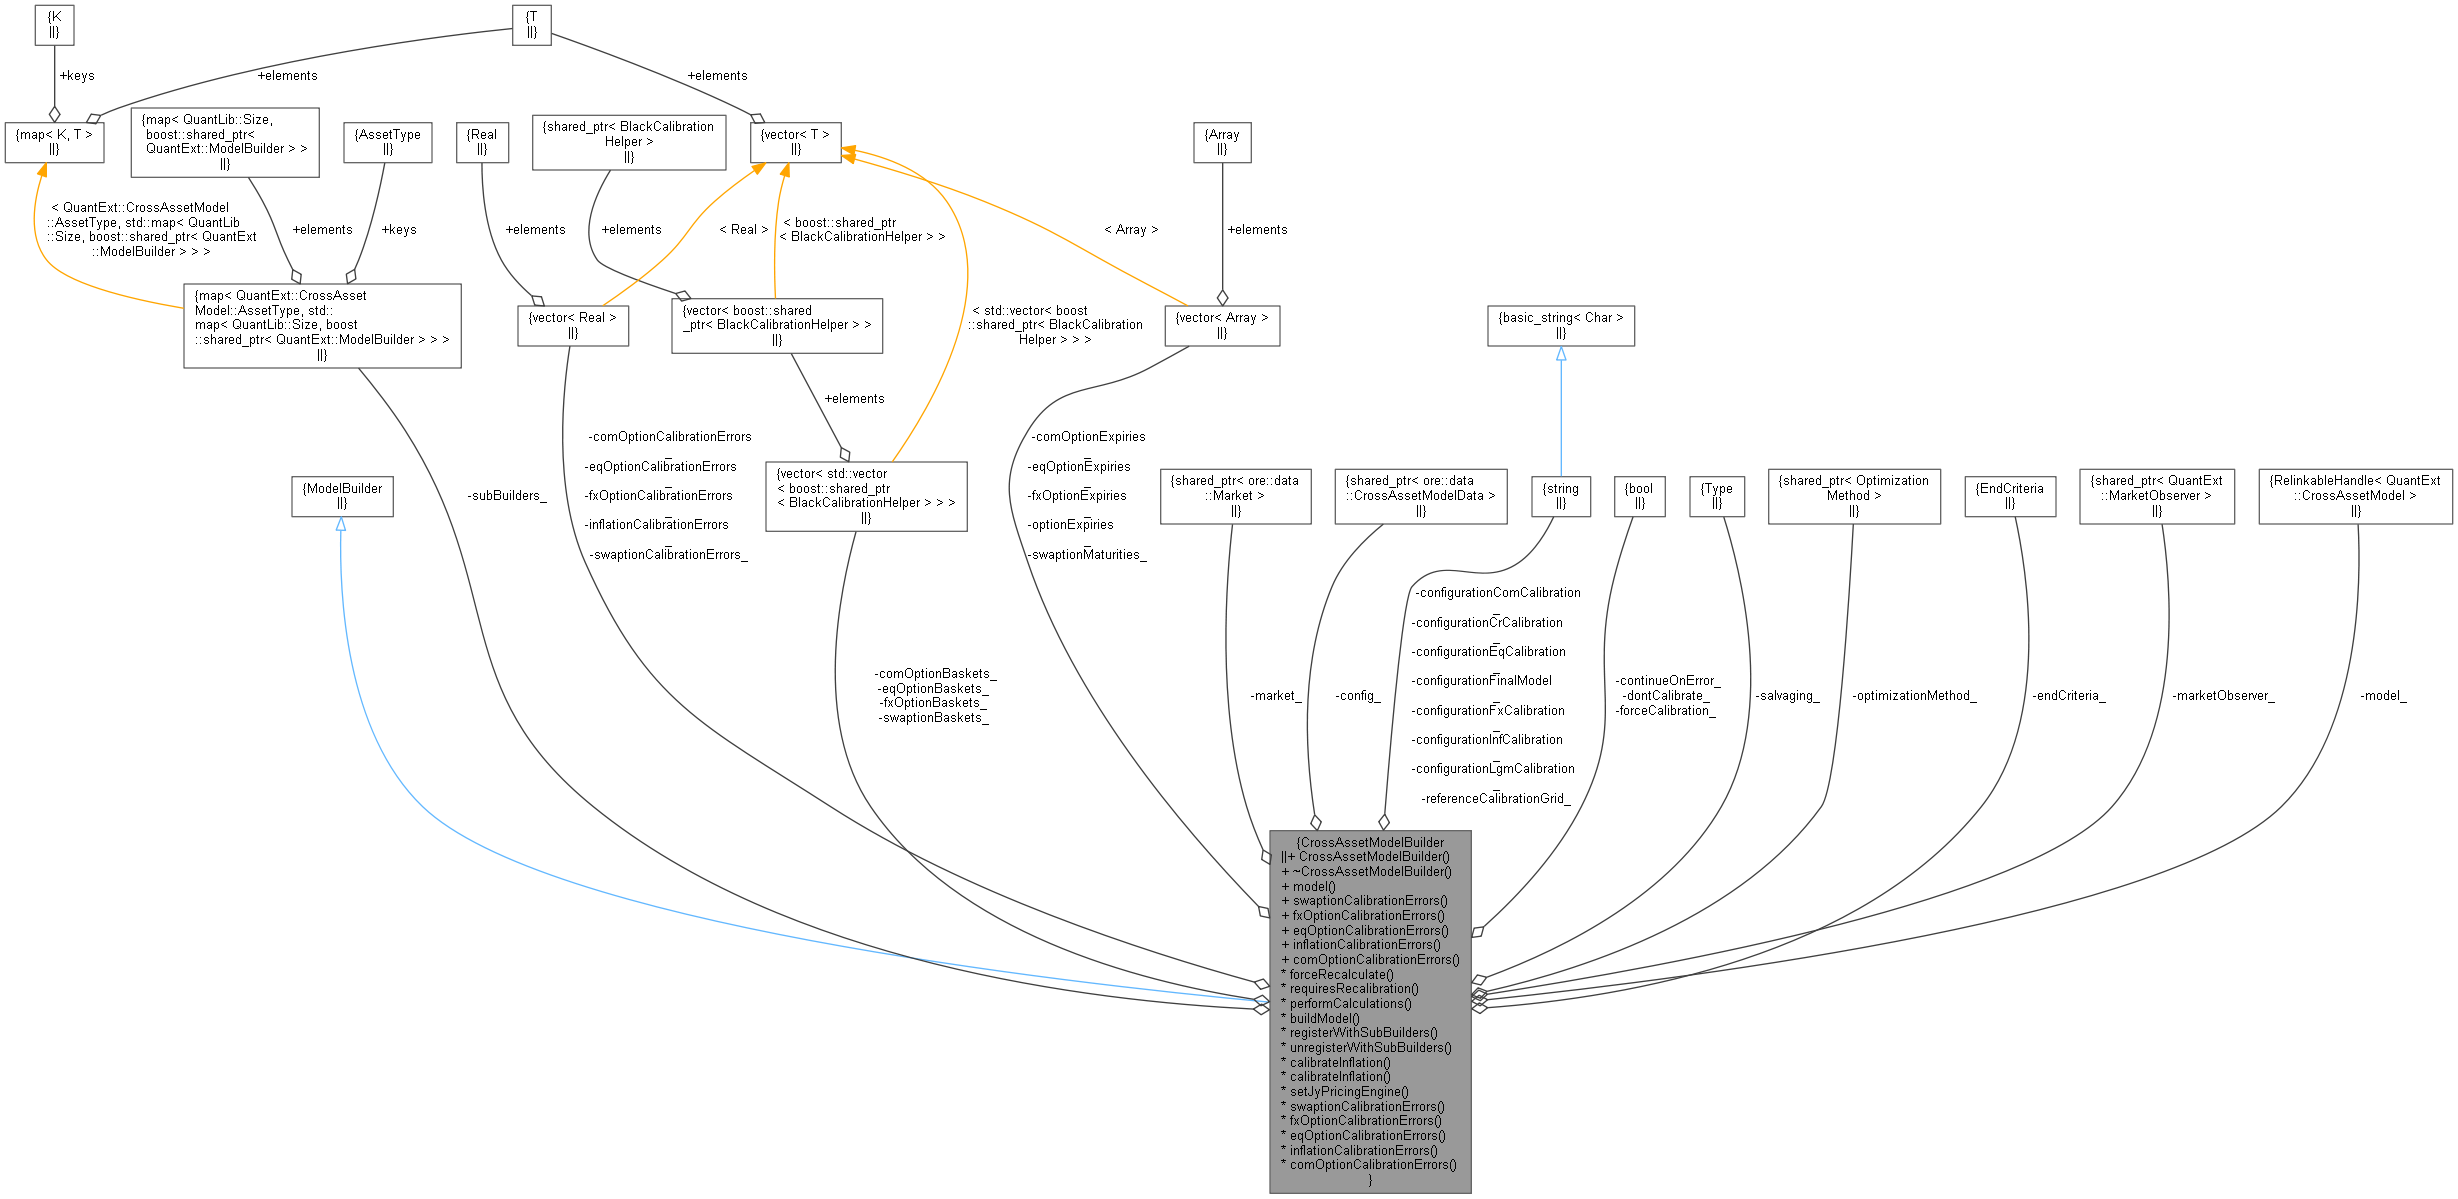 {K
||}
{T
||}
+keys
+elements
+elements
{map< K, T >
||}
{map< QuantLib::Size,
boost::shared_ptr<
QuantExt::ModelBuilder > >
||}
{AssetType
||}
{Real
||}
{shared_ptr< BlackCalibration
Helper >
||}
{vector< T >
||}
{Array
||}
< QuantExt::CrossAssetModel
::AssetType, std::map< QuantLib
::Size, boost::shared_ptr< QuantExt
::ModelBuilder > > >
+elements
+keys
+elements
+elements
< Real >
< boost::shared_ptr
< BlackCalibrationHelper > >
< Array >
+elements
{map< QuantExt::CrossAsset
Model::AssetType, std::
map< QuantLib::Size, boost
::shared_ptr< QuantExt::ModelBuilder > > >
||}
{vector< Real >
||}
{vector< boost::shared
_ptr< BlackCalibrationHelper > >
||}
< std::vector< boost
::shared_ptr< BlackCalibration
Helper > > >
{vector< Array >
||}
{basic_string< Char >
||}
+elements
{ModelBuilder
||}
-subBuilders_
-comOptionCalibrationErrors
_
-eqOptionCalibrationErrors
_
-fxOptionCalibrationErrors
_
-inflationCalibrationErrors
_
-swaptionCalibrationErrors_
{vector< std::vector
< boost::shared_ptr
< BlackCalibrationHelper > > >
||}
-comOptionExpiries
_
-eqOptionExpiries
_
-fxOptionExpiries
_
-optionExpiries
_
-swaptionMaturities_
{shared_ptr< ore::data
::Market >
||}
{shared_ptr< ore::data
::CrossAssetModelData >
||}
{string
||}
{bool
||}
{Type
||}
{shared_ptr< Optimization
Method >
||}
{EndCriteria
||}
{shared_ptr< QuantExt
::MarketObserver >
||}
{RelinkableHandle< QuantExt
::CrossAssetModel >
||}
-comOptionBaskets_
-eqOptionBaskets_
-fxOptionBaskets_
-swaptionBaskets_
-market_
-config_
-configurationComCalibration
_
-configurationCrCalibration
_
-configurationEqCalibration
_
-configurationFinalModel
_
-configurationFxCalibration
_
-configurationInfCalibration
_
-configurationLgmCalibration
_
-referenceCalibrationGrid_
-continueOnError_
-dontCalibrate_
-forceCalibration_
-salvaging_
-optimizationMethod_
-endCriteria_
-marketObserver_
-model_
{CrossAssetModelBuilder
||+ CrossAssetModelBuilder()
+ ~CrossAssetModelBuilder()
+ model()
+ swaptionCalibrationErrors()
+ fxOptionCalibrationErrors()
+ eqOptionCalibrationErrors()
+ inflationCalibrationErrors()
+ comOptionCalibrationErrors()
* forceRecalculate()
* requiresRecalibration()
* performCalculations()
* buildModel()
* registerWithSubBuilders()
* unregisterWithSubBuilders()
* calibrateInflation()
* calibrateInflation()
* setJyPricingEngine()
* swaptionCalibrationErrors()
* fxOptionCalibrationErrors()
* eqOptionCalibrationErrors()
* inflationCalibrationErrors()
* comOptionCalibrationErrors()
}